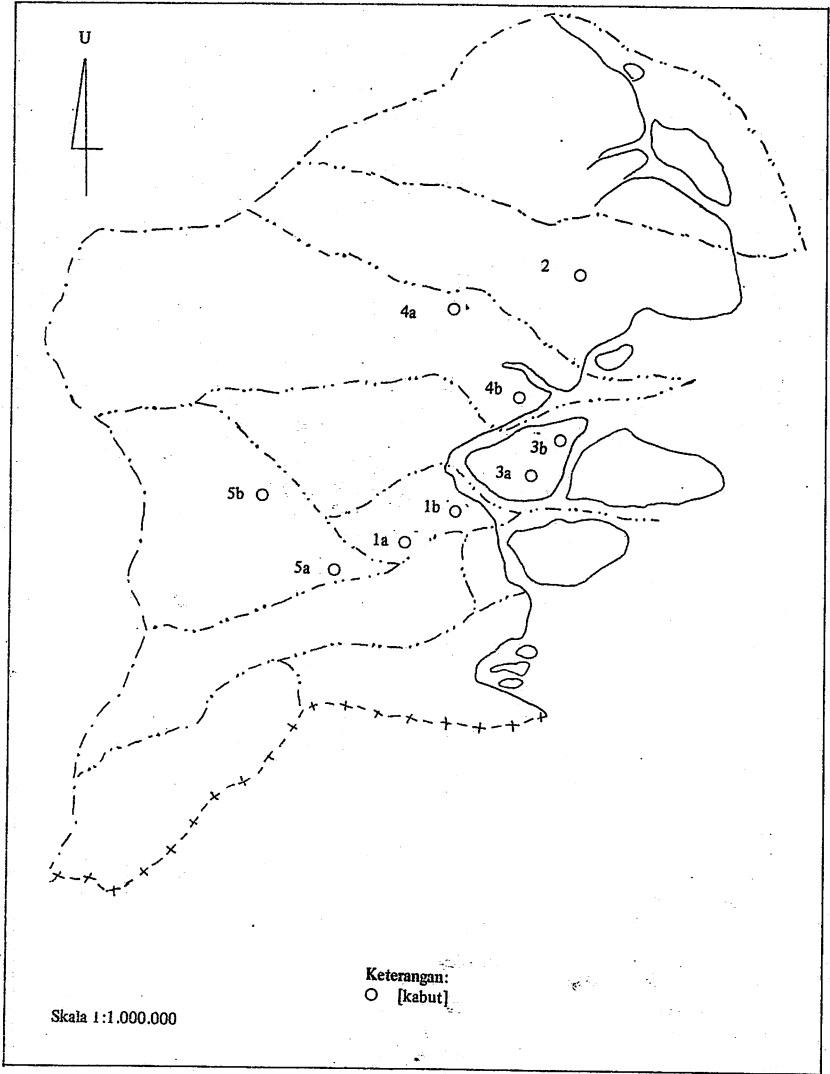 U
2
4a
4b
3b
3a
5b
1b
1a
5a
Keterangan:
O [kabut]
Skala 1:1.000.000